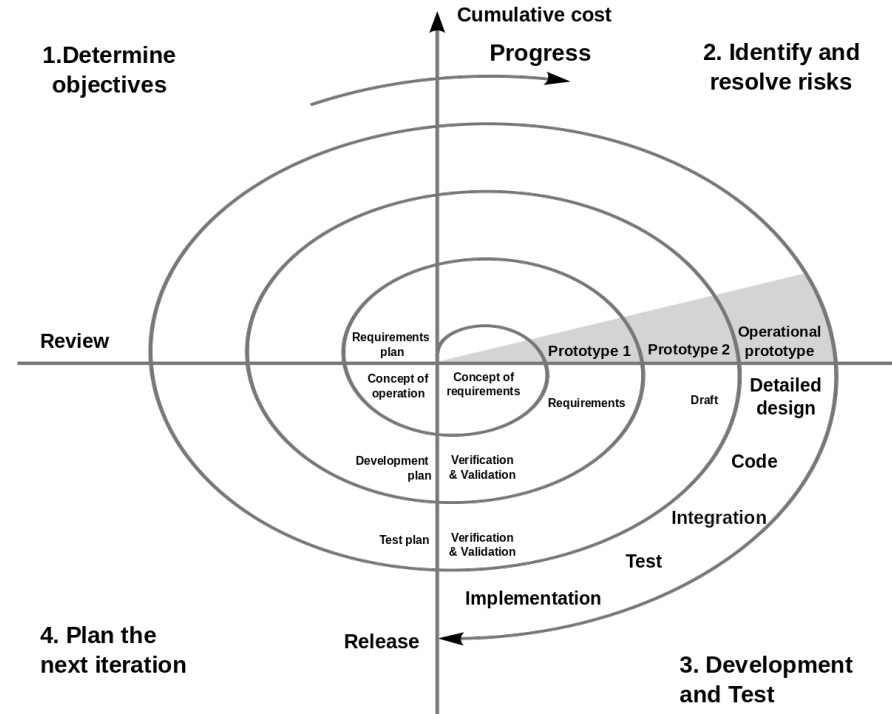 Cumulative cost
Progress
1.Determine
objectives
2. Identify and
resolve risks
Review
Requirements
plan
Prototype 1
Prototype 2
Operational
prototype
Concept of
operation
Concept of
requirements
Requirements
Draft
Detailed
design
Development
plan
Verification
& Validation
Code
Integration
Test plan
Verification
& Validation
Test
Implementation
Release
4. Plan the
next iteration
3. Development
and Test